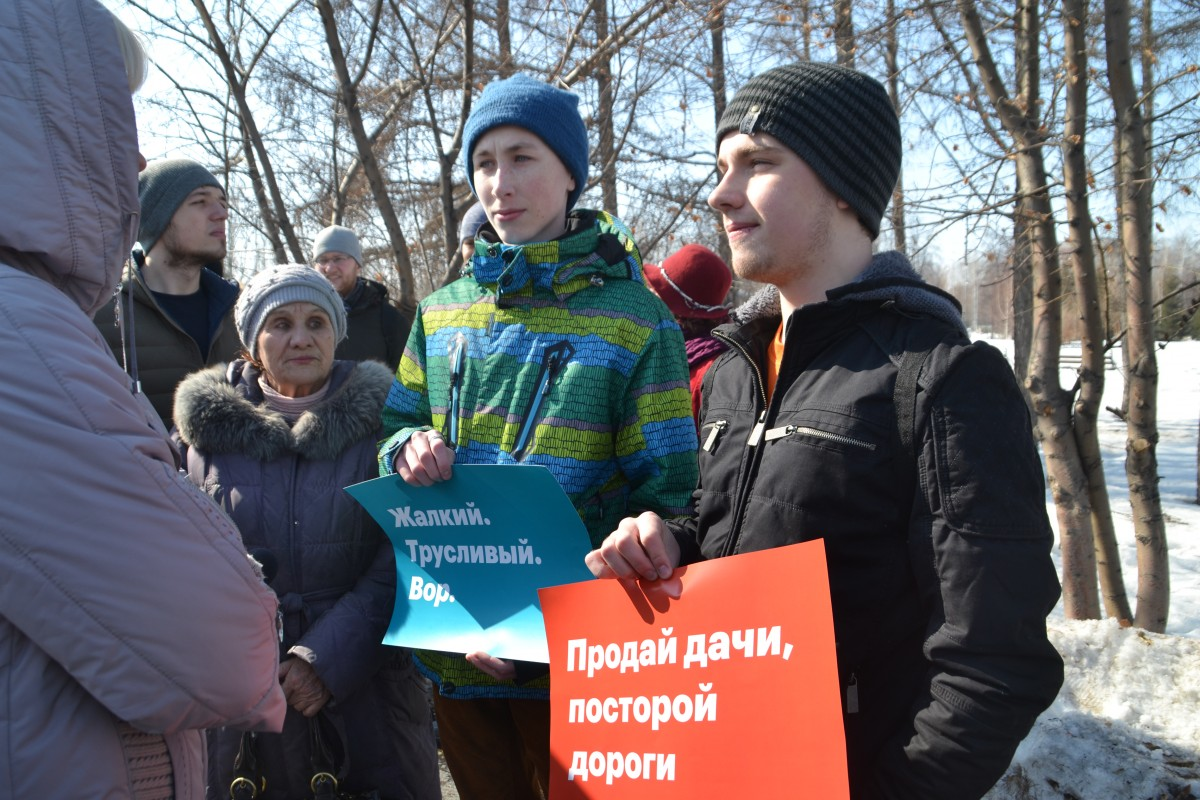 Жалкий.
Трусливый.
Вор.
Продай дачи,
посторой
дороги